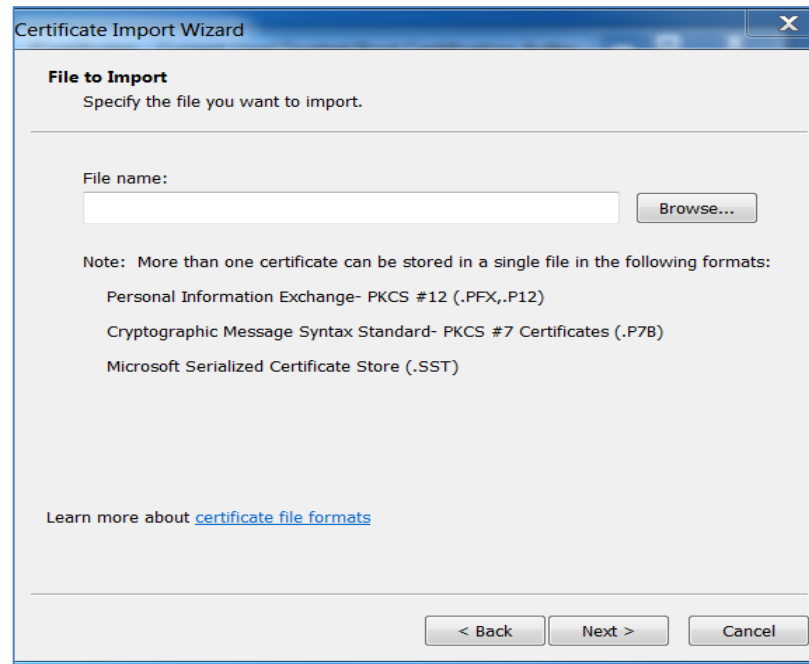 Certificate Import Wizard
File to Import
Specify the file you want to import.
File name:
Browse...
Note:  More than one certificate can be stored in a single file in the following formats:
Personal Information Exchange- PKCS #12 (.PFX,.P12)
Cryptographic Message Syntax Standard- PKCS #7 Certificates (.P7B)
Microsoft Serialized Certificate Store (.SST)
Learn more about certificate file formats
< Back Next > Cancel